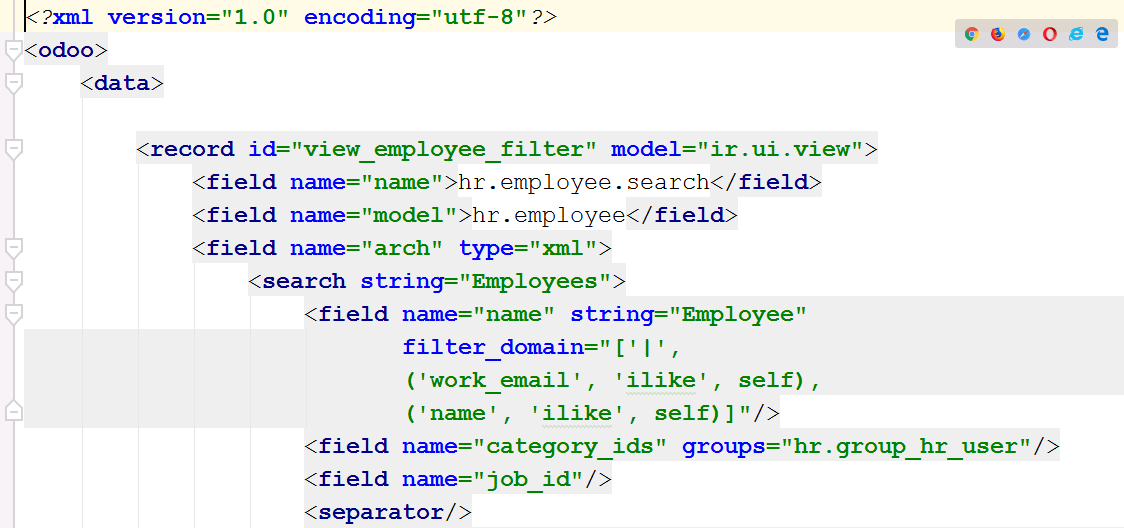 <?xml version="1.0" encoding="utf-8"?>
<odoo>
    <data>

        <record id="view_employee_filter" model="ir.ui.view">
            <field name="name">hr.employee.search</field>
            <field name="model">hr.employee</field>
            <field name="arch" type="xml">
                <search string="Employees">
                    <field name="name" string="Employee"
                           filter_domain="['|',
                           ('work_email', 'ilike', self),
                           ('name', 'ilike', self)]"/>
                    <field name="category_ids" groups="hr.group_hr_user"/>
                    <field name="job_id"/>
                    <separator/>